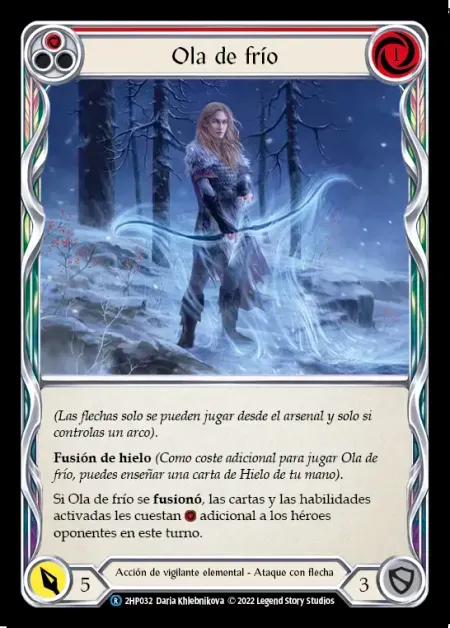 Ola de frío
1
(Las flechas solo se pueden jugar desde el arsenal y solo si
controlas un arco).
Fusión de hielo (Como coste adicional para jugar Ola de
frío, puedes enseñar una carta de Hielo de tu mano).
Si Ola de frío se fusionó, las cartas y las habilidades
activadas les cuestan adicional a los héroes
oponentes en este turno.
5
Acción de vigilante elemental - Ataque con flecha
3
R 2HP032 Daria Khlebnikova © 2022 Legend Story Studios